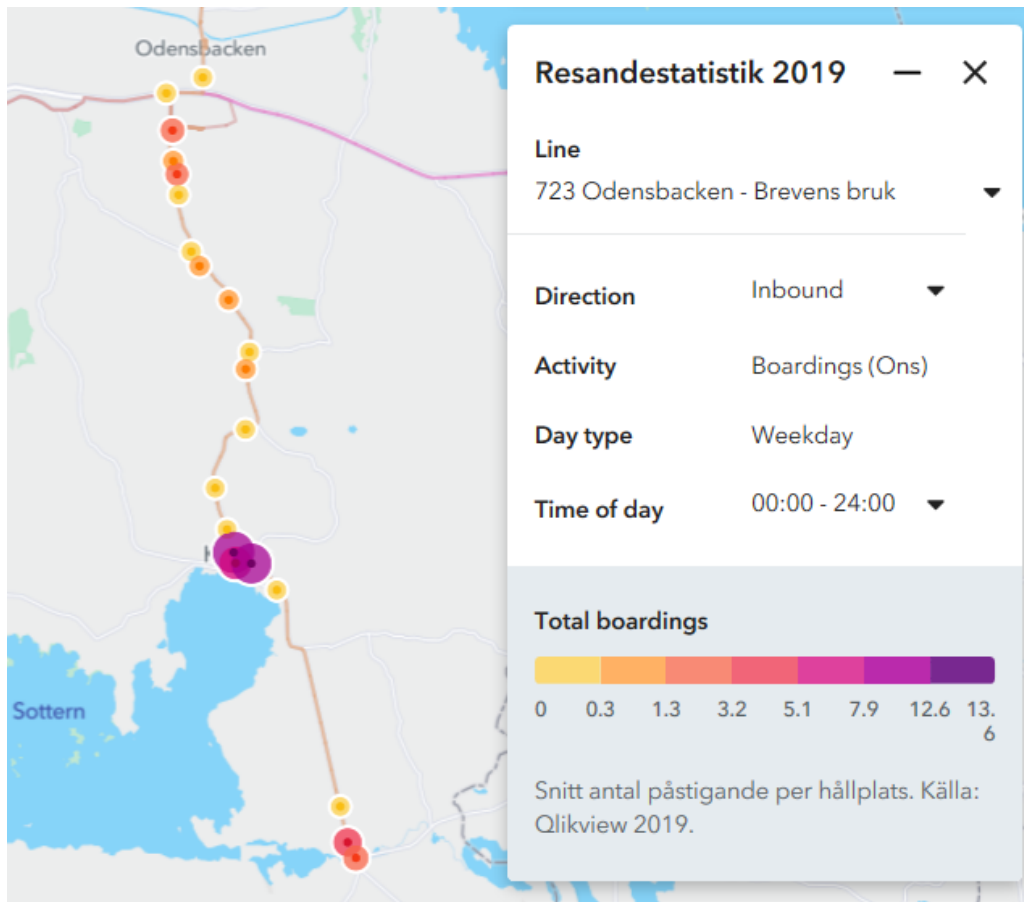 Odensbacken
Sottern
Resandestatistik 2019
Line
723 Odensbacken - Brevens bruk
Direction Inbound
Activity Boardings (Ons)
Day type Weekday
Time of day 00:00 - 24:00
Total boardings
0 0.3 1.3 3.2 5.1 7.9 12.6 13.
6
Snitt antal påstigande per hållplats. Källa:
Qlikview 2019.